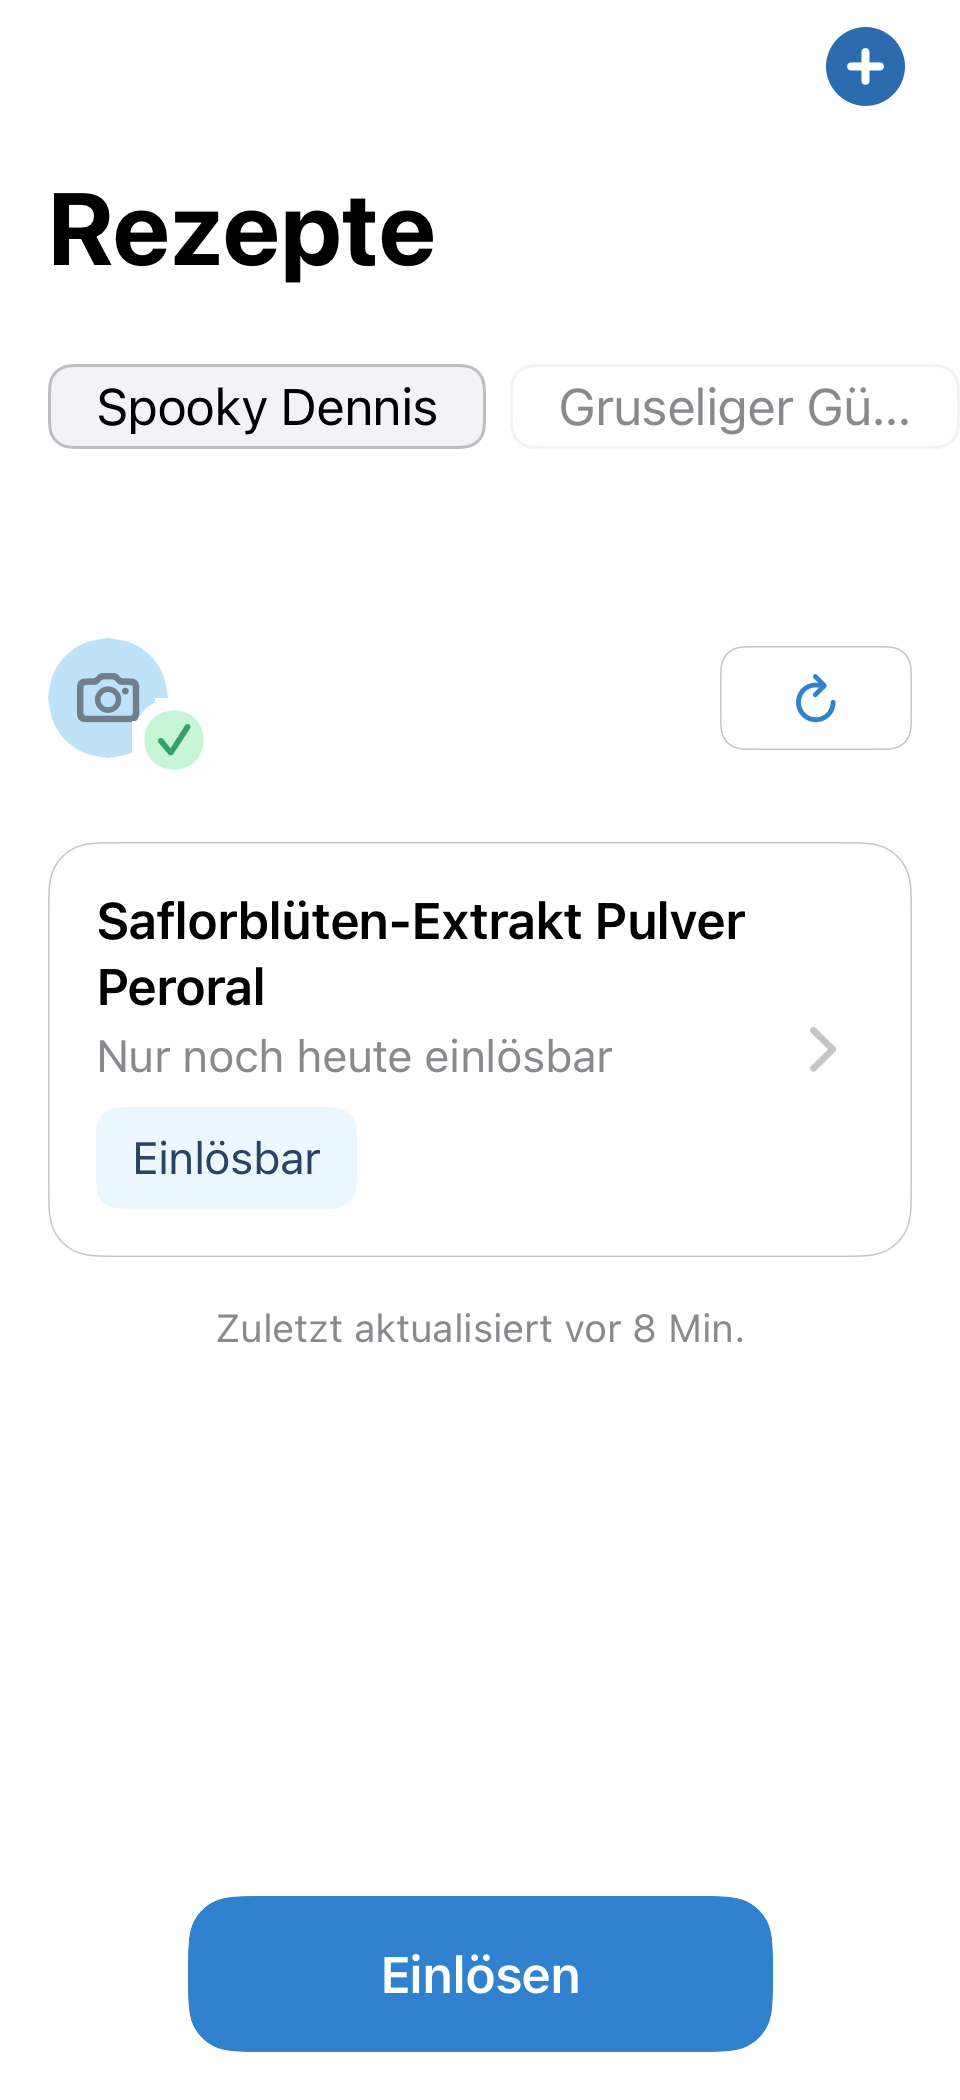 Rezepte
Spooky Dennis
Gruseliger Gü...
Saflorblüten-Extrakt Pulver
Peroral
Nur noch heute einlösbar
Einlösbar
Zuletzt aktualisiert vor 8 Min.
Einlösen